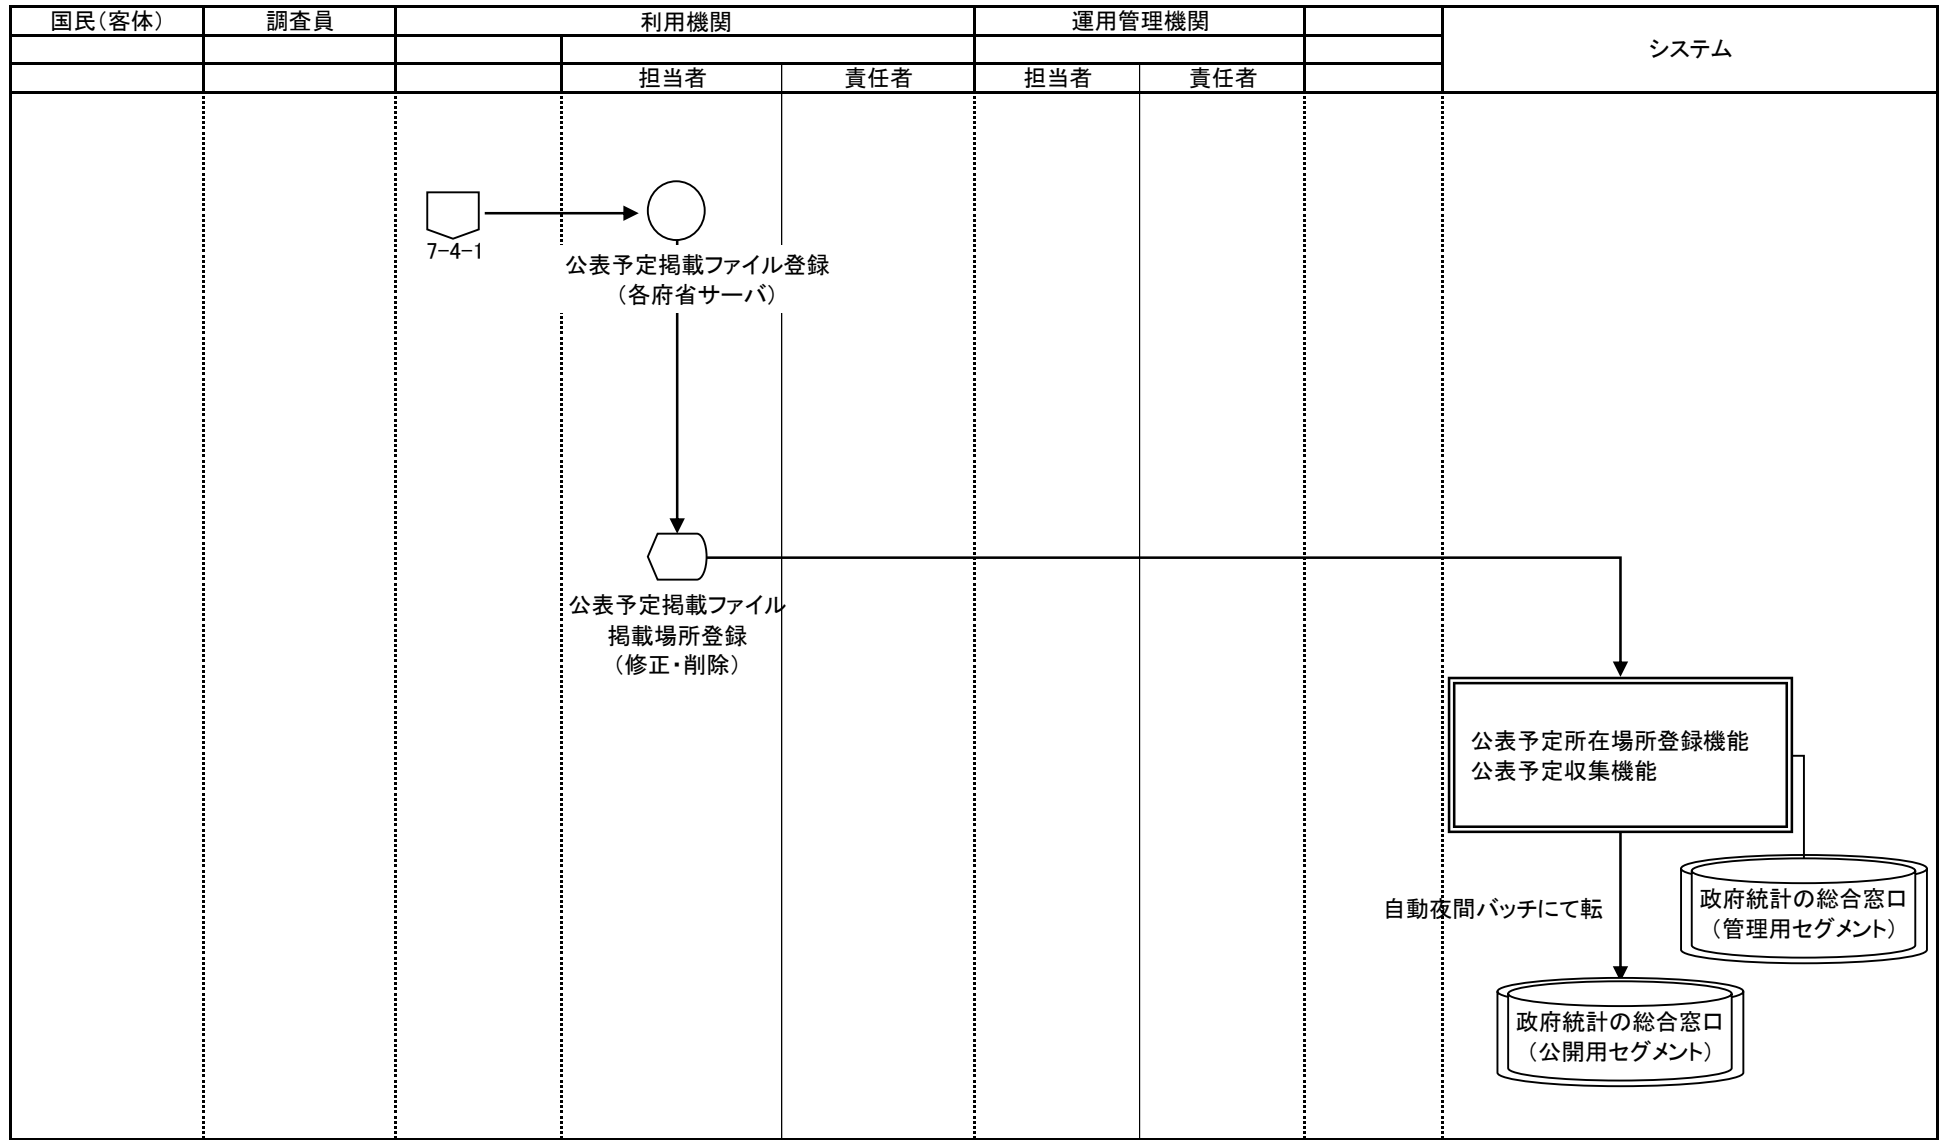 国民（客体）
調査員
利用機関
運用管理機関
システム
担当者
責任者
担当者
責任者
7-4-1
公表予定掲載ファイル登録
（各府省サーバ）
公表予定掲載ファイル
掲載場所登録
（修正・削除）
公表予定所在場所登録機能
公表予定収集機能
自動夜間バッチにて転
政府統計の総合窓口
（管理用セグメント）
政府統計の総合窓口
（公開用セグメント）